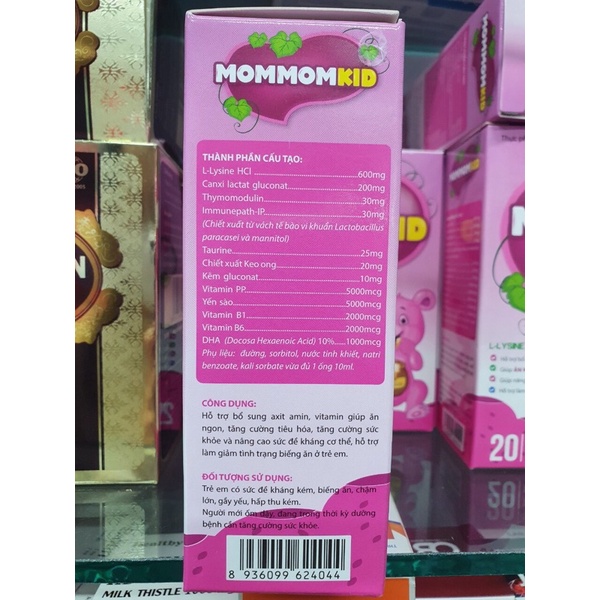 MOMMOMKID
THÀNH PHẦN CẤU TẠO:
L-Lysine HCl....600mg
Canxi lactat gluconat....200mg
Thymomodulin....30mg
Immunepath-IP....30mg
(Chiết xuất từ vách tế bào vi khuẩn Lactobacillus
paracasei và mannitol)
Taurine....25mg
Chiết xuất Keo ong....20mg
Kẽm gluconat....10mg
Vitamin PP....5000mcg
Yến sào....5000mcg
Vitamin B1....2000mcg
Vitamin B6....2000mcg
DHA (Docosa Hexaenoic Acid) 10%....1000mcg
Phụ liệu: đường, sorbitol, nước tinh khiết, natri
benzoate, kali sorbate vừa đủ 1 ống 10ml.
CÔNG DỤNG:
Hỗ trợ bổ sung axit amin, vitamin giúp ăn
ngon, tăng cường tiêu hóa, tăng cường sức
khỏe và nâng cao sức đề kháng cơ thể, hỗ trợ
làm giảm tình trạng biếng ăn ở trẻ em.
ĐỐI TƯỢNG SỬ DỤNG:
Trẻ em có sức đề kháng kém, biếng ăn, chậm
lớn, gầy yếu, hấp thu kém.
Người mới ốm dậy, đang trong thời kỳ dưỡng
bệnh cần tăng cường sức khỏe.
8 936099 624044
KID
L-LYSINE
20
MILK THISTLE